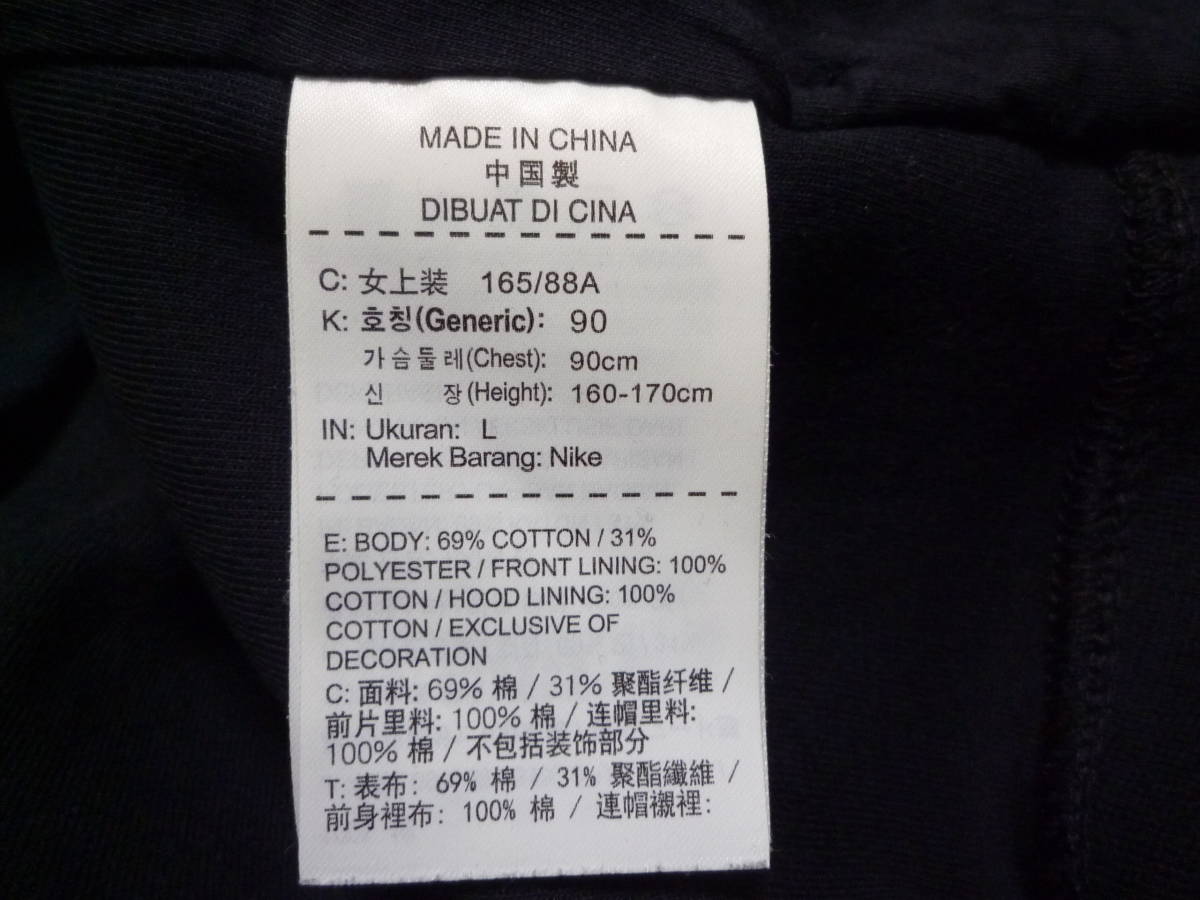 MADE IN CHINA
中国製
DIBUAT DI CINA
C: 女上装 165/88A
K: 호칭(Generic): 90
가슴둘레(Chest): 90cm
신 장(Height): 160-170cm
IN: Ukuran: L
Merek Barang: Nike
E: BODY: 69% COTTON / 31%
POLYESTER / FRONT LINING: 100%
COTTON / HOOD LINING: 100%
COTTON / EXCLUSIVE OF
DECORATION
C: 面料: 69% 棉 / 31% 聚酯纤维 /
前片里料: 100% 棉 / 连帽里料:
100% 棉 / 不包括装饰部分
T: 表布: 69% 棉 / 31% 聚酯纖維 /
前身裡布: 100% 棉 / 連帽襯裡: